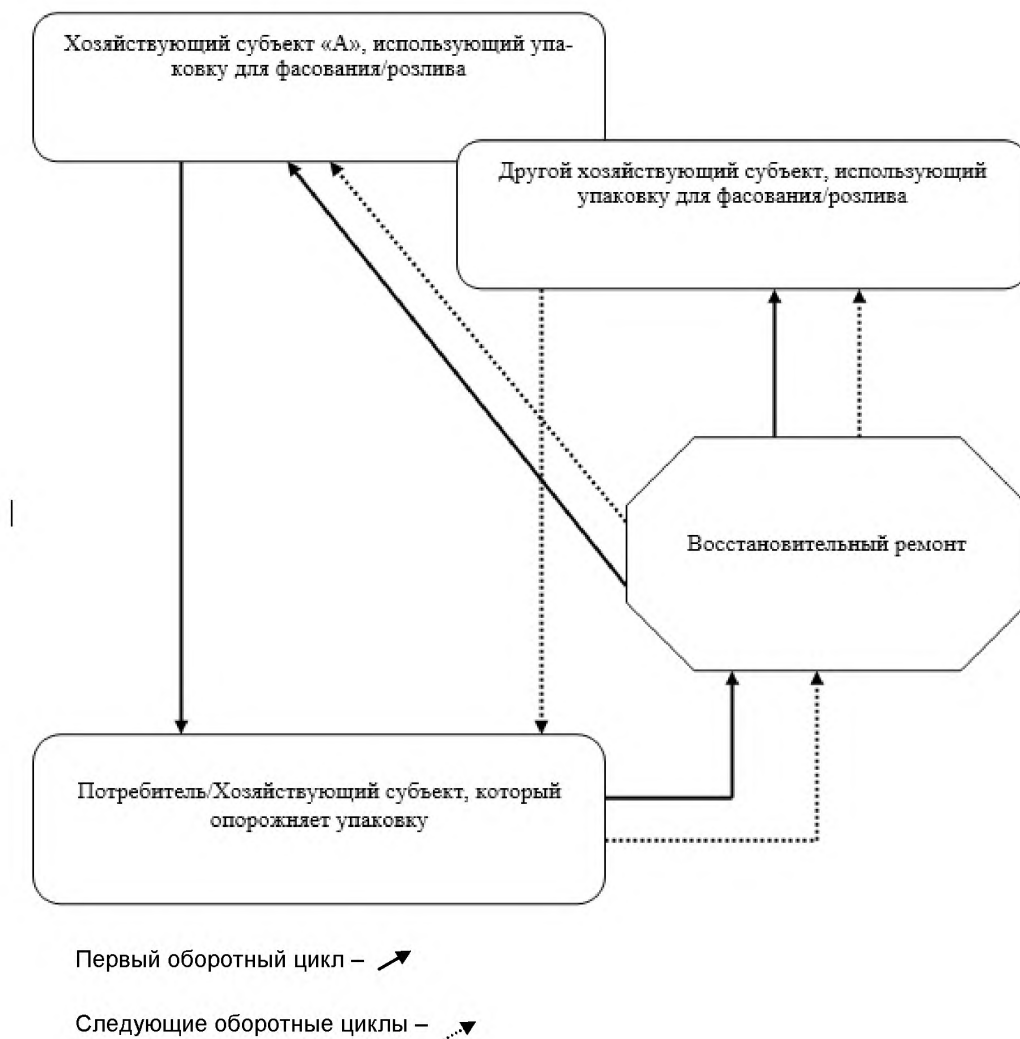 Хозяйствующий субъект «А», использующий упа-
ковку для фасования/розлива
Другой хозяйствующий субъект, использующий
упаковку для фасования/розлива
Восстановительный ремонт
Потребитель/Хозяйствующий субъект, который
опорожняет упаковку
Первый оборотный цикл –
Следующие оборотные циклы –